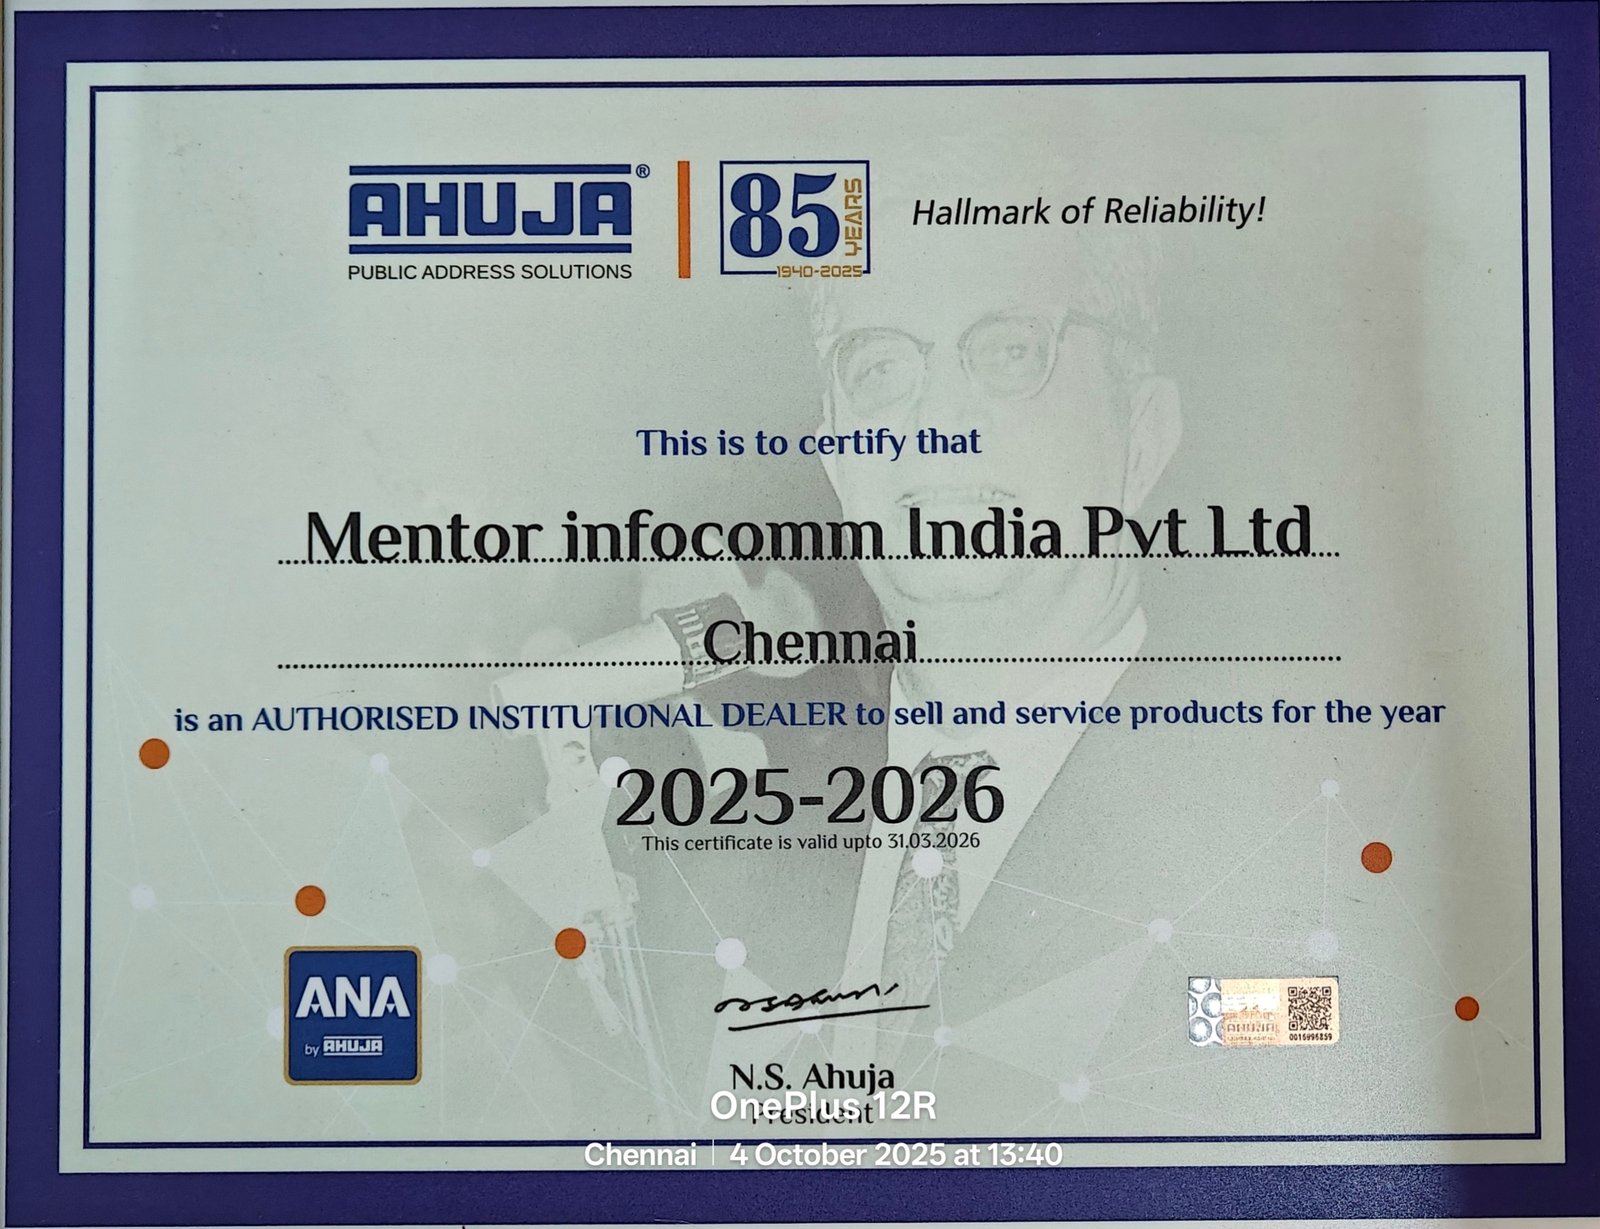 AHUJA®
PUBLIC ADDRESS SOLUTIONS
85 YEARS
1940-2025
Hallmark of Reliability!
This is to certify that
Mentor infocomm India Pvt Ltd
Chennai
is an AUTHORISED INSTITUTIONAL DEALER to sell and service products for the year
2025-2026
This certificate is valid upto 31.03.2026
ANA
by AHUJA
AHUJA
N.S. Ahuja
President
OnePlus 12R
Chennai | 4 October 2025 at 13:40